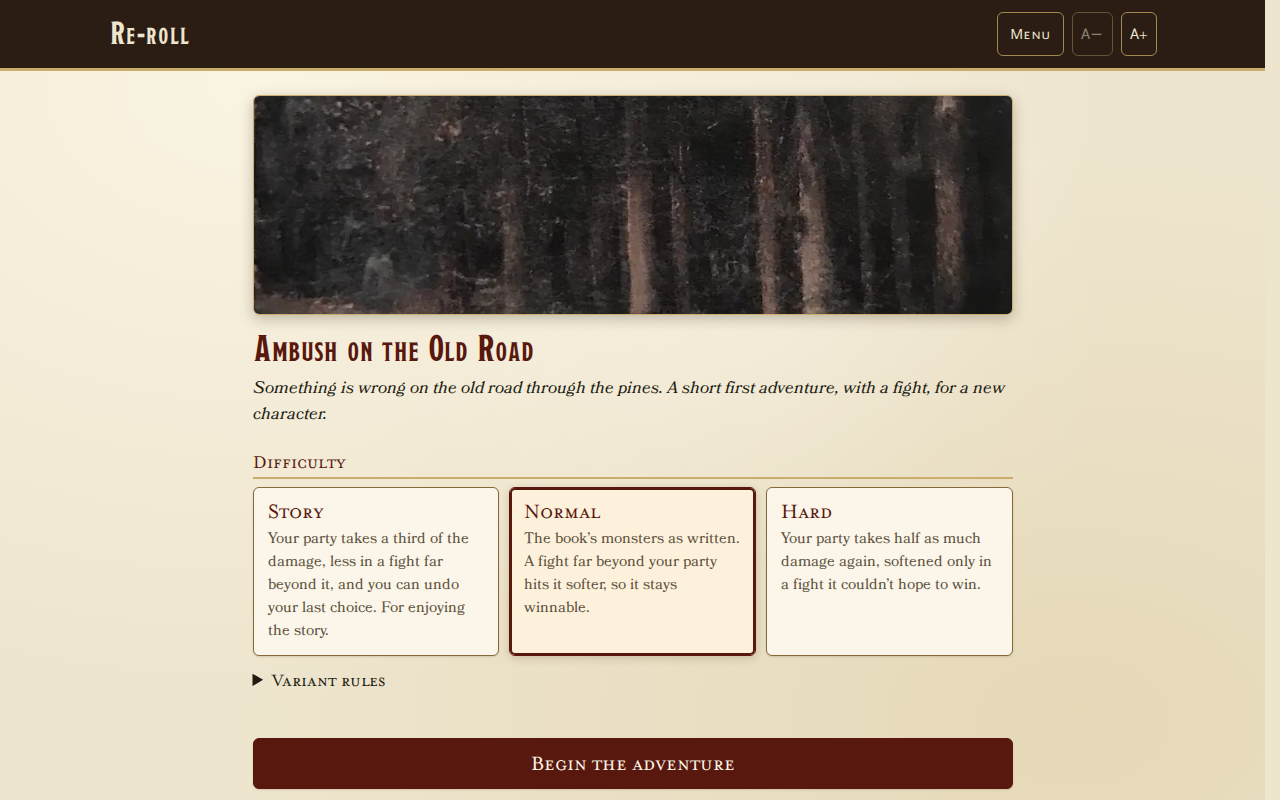 Re-roll
Menu
A−
A+
Ambush on the Old Road
Something is wrong on the old road through the pines. A short first adventure, with a fight, for a new
character.
Difficulty
Story
Your party takes a third of the
damage, less in a fight far
beyond it, and you can undo
your last choice. For enjoying
the story.
Normal
The book’s monsters as written.
A fight far beyond your party
hits it softer, so it stays
winnable.
Hard
Your party takes half as much
damage again, softened only in
a fight it couldn’t hope to win.
Variant rules
Begin the adventure